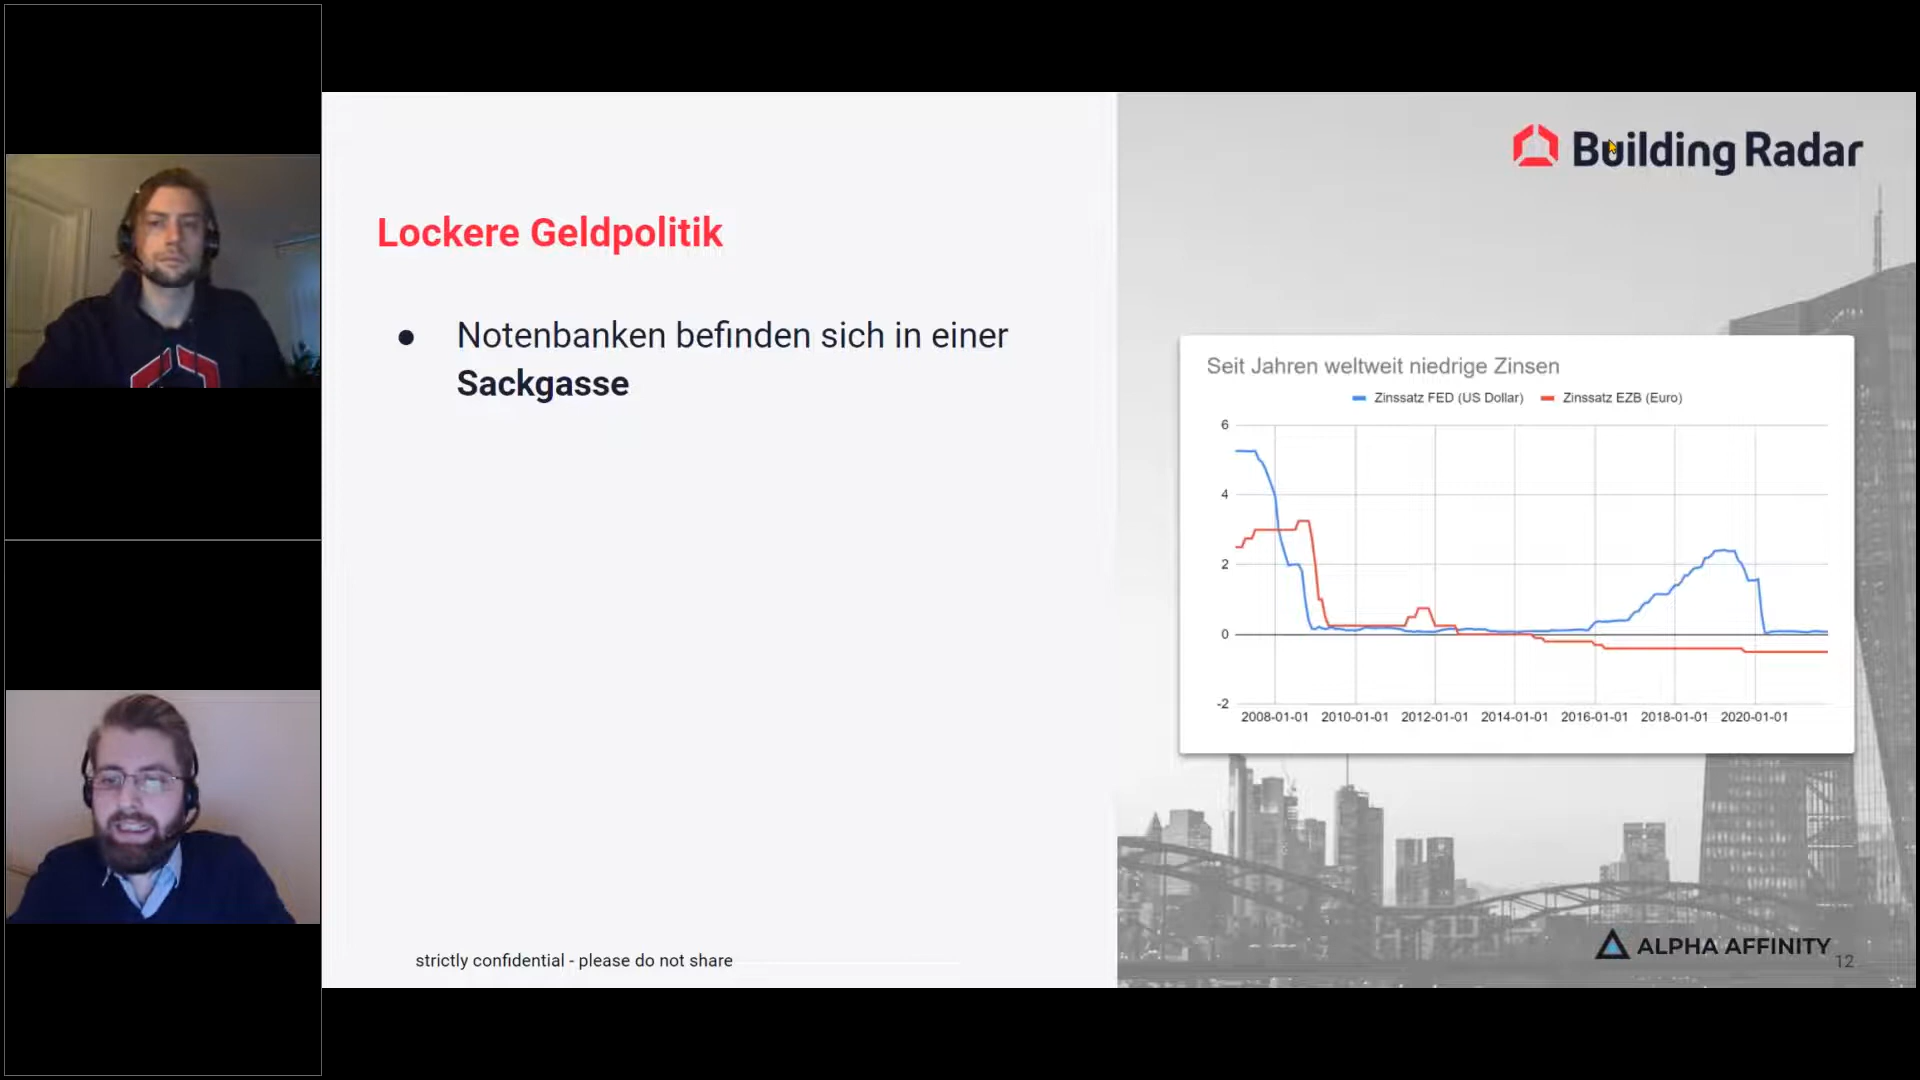 Building Radar
Lockere Geldpolitik
● Notenbanken befinden sich in einer
Sackgasse
Seit Jahren weltweit niedrige Zinsen
Zinssatz FED (US Dollar) Zinssatz EZB (Euro)
6
4
2
0
-2
2008-01-01 2010-01-01 2012-01-01 2014-01-01 2016-01-01 2018-01-01 2020-01-01
strictly confidential - please do not share
ALPHA AFFINITY
12